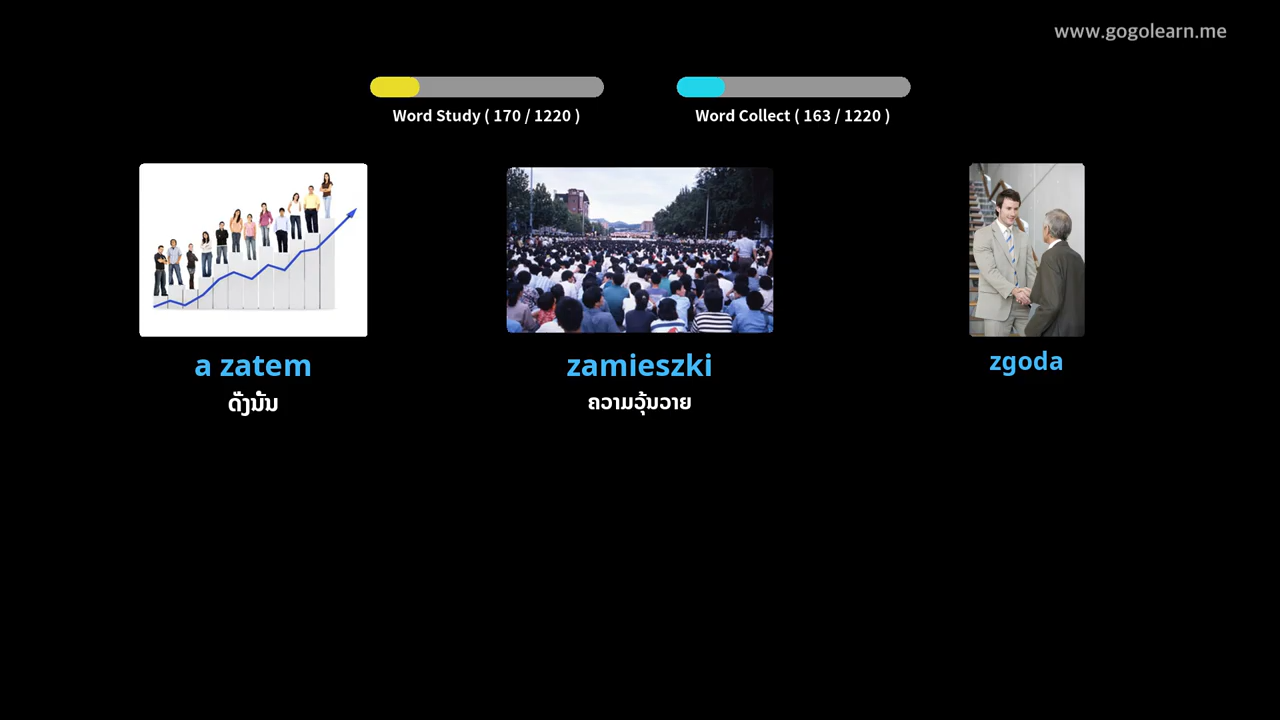 www.gogolearn.me
Word Study ( 170 / 1220 )
Word Collect ( 163 / 1220 )
a zatem
ດັ່ງນັ້ນ
zamieszki
ຄວາມວຸ້ນວາຍ
zgoda